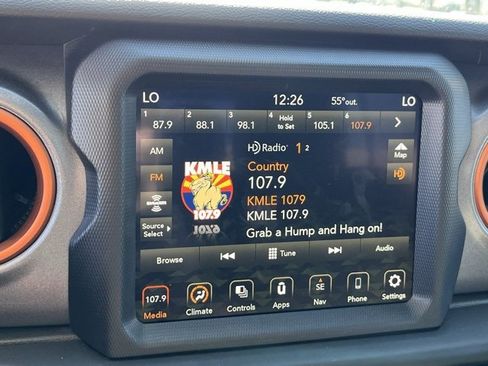 LO 12:26 55°out. LO
1 2 3 4 5 6
87.9 88.1 98.1 Hold to Set 105.1 107.9
AM
HD Radio 1 2
Map
KMLE
Country
FM
107.9
HD
KMLE 1079
107.9
KMLE 107.9
Source
Select
Grab a Hump and Hang on!
Browse Tune Audio
107.9 SE
Media Climate Controls Apps Nav Phone Settings